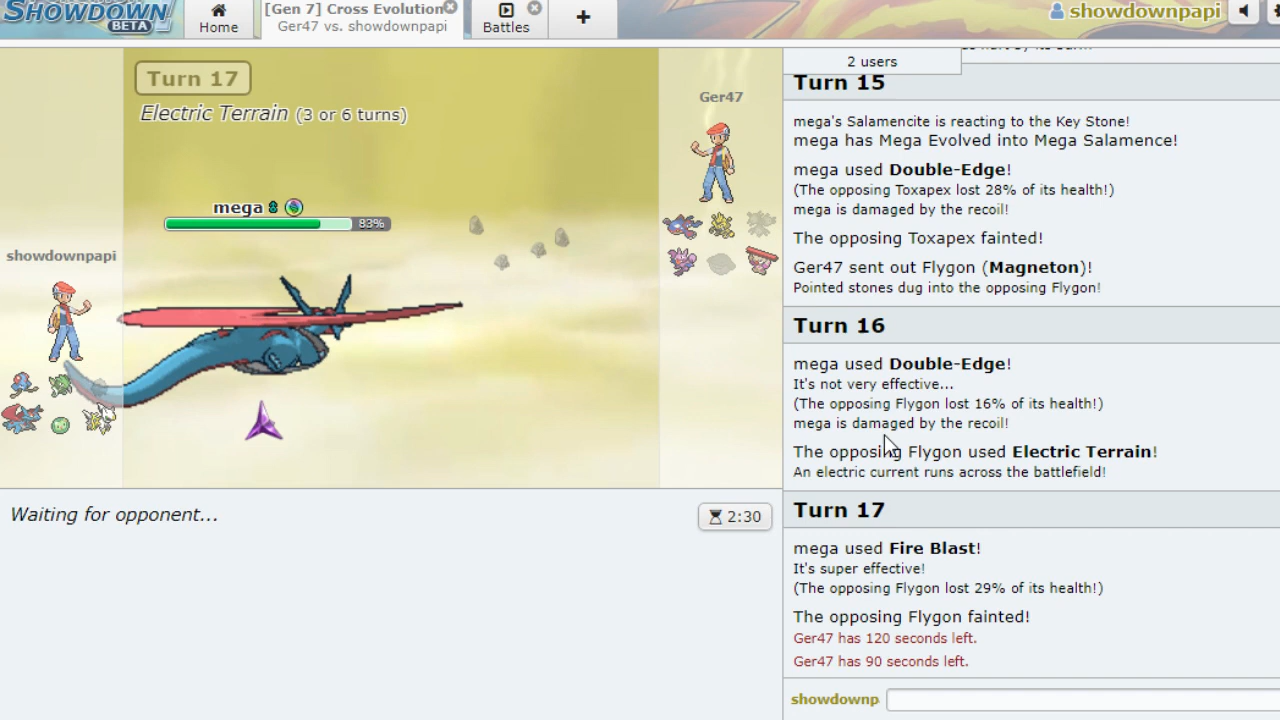 SHOWDOWN
BETA
Home
[Gen 7] Cross Evolution
Ger47 vs. showdownpapi
Battles
+
showdownpapi
Turn 17
Electric Terrain (3 or 6 turns)
Ger47
mega
83%
showdownpapi
Waiting for opponent...
2:30
2 users
Turn 15
mega's Salamencite is reacting to the Key Stone!
mega has Mega Evolved into Mega Salamence!
mega used Double-Edge!
(The opposing Toxapex lost 28% of its health!)
mega is damaged by the recoil!
The opposing Toxapex fainted!
Ger47 sent out Flygon (Magneton)!
Pointed stones dug into the opposing Flygon!
Turn 16
mega used Double-Edge!
It's not very effective...
(The opposing Flygon lost 16% of its health!)
mega is damaged by the recoil!
The opposing Flygon used Electric Terrain!
An electric current runs across the battlefield!
Turn 17
mega used Fire Blast!
It's super effective!
(The opposing Flygon lost 29% of its health!)
The opposing Flygon fainted!
Ger47 has 120 seconds left.
Ger47 has 90 seconds left.
showdownp